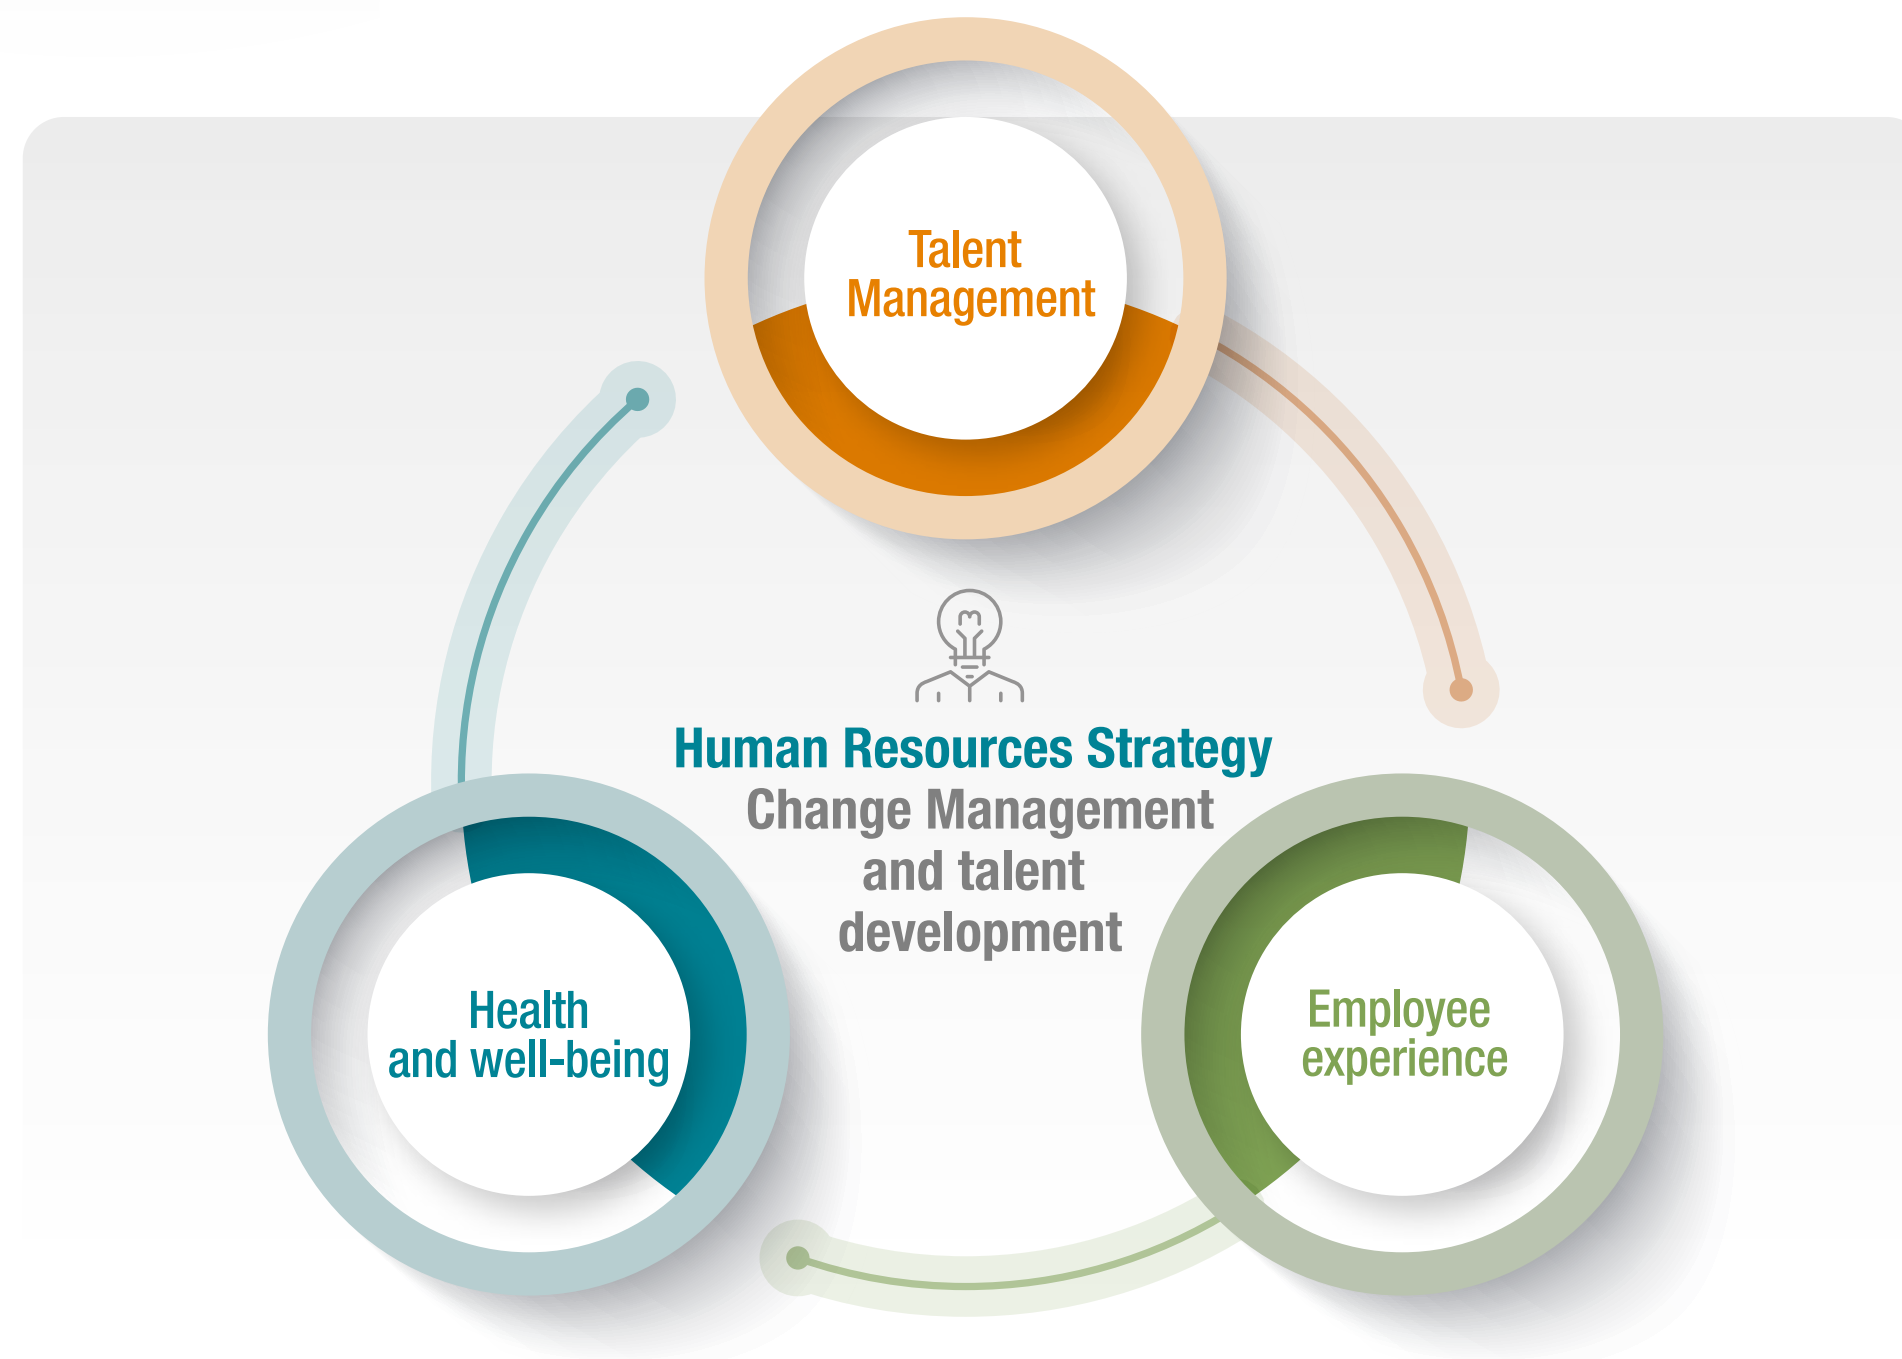 Talent
Management
Human Resources Strategy
Change Management
and talent
development
Health
and well-being
Employee
experience